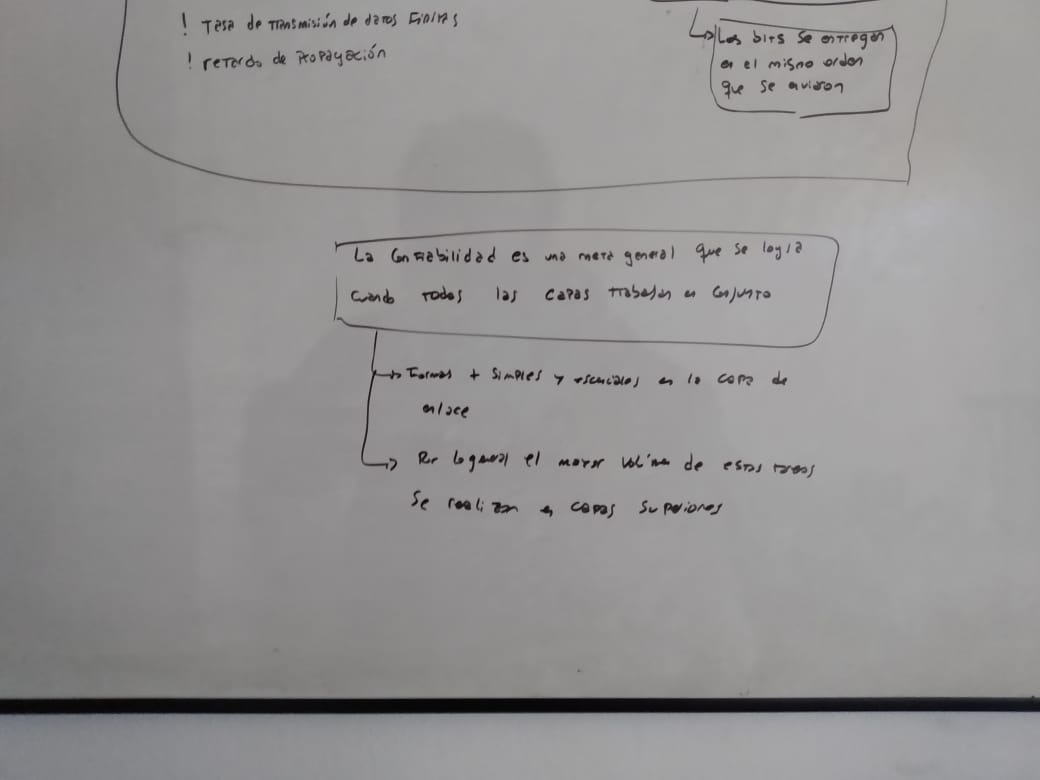 ! Tasa de Transmisión de datos Finitas
! retardo de Propagación
Los bits se entregan
en el mismo orden
que se enviaron
La Confiabilidad es una meta general que se logra
cuando todas las capas trabajan en conjunto
Formas + simples y esenciales en la capa de
enlace
Por lo general el mayor volúmen de estas tareas
Se realizan en capas superiores